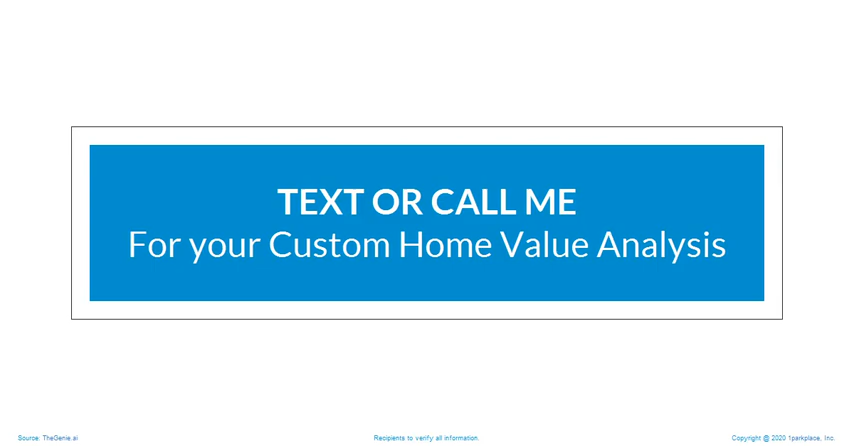 TEXT OR CALL ME
For your Custom Home Value Analysis
Source: TheGenie.ai
Recipients to verify all information.
Copyright @ 2020 1parkplace, Inc.